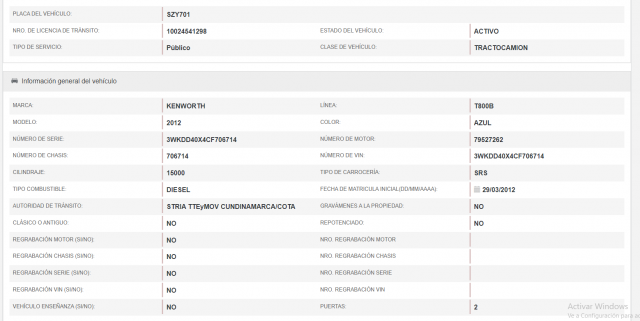 PLACA DEL VEHÍCULO: SZY701
NRO. DE LICENCIA DE TRÁNSITO: 10024541298 ESTADO DEL VEHÍCULO: ACTIVO
TIPO DE SERVICIO: Público CLASE DE VEHÍCULO: TRACTOCAMION
Información general del vehículo
MARCA: KENWORTH LÍNEA: T800B
MODELO: 2012 COLOR: AZUL
NÚMERO DE SERIE: 3WKDD40X4CF706714 NÚMERO DE MOTOR: 79527262
NÚMERO DE CHASIS: 706714 NÚMERO DE VIN: 3WKDD40X4CF706714
CILINDRAJE: 15000 TIPO DE CARROCERÍA: SRS
TIPO COMBUSTIBLE: DIESEL FECHA DE MATRICULA INICIAL(DD/MM/AAAA): 29/03/2012
AUTORIDAD DE TRÁNSITO: STRIA TTEyMOV CUNDINAMARCA/COTA GRAVÁMENES A LA PROPIEDAD: NO
CLÁSICO O ANTIGUO: NO REPOTENCIADO: NO
REGRABACIÓN MOTOR (SI/NO): NO NRO. REGRABACIÓN MOTOR
REGRABACIÓN CHASIS (SI/NO): NO NRO. REGRABACIÓN CHASIS
REGRABACIÓN SERIE (SI/NO): NO NRO. REGRABACIÓN SERIE
REGRABACIÓN VIN (SI/NO): NO NRO. REGRABACIÓN VIN
VEHÍCULO ENSEÑANZA (SI/NO): NO PUERTAS: 2
Activar Windows
Ve a Configuración para